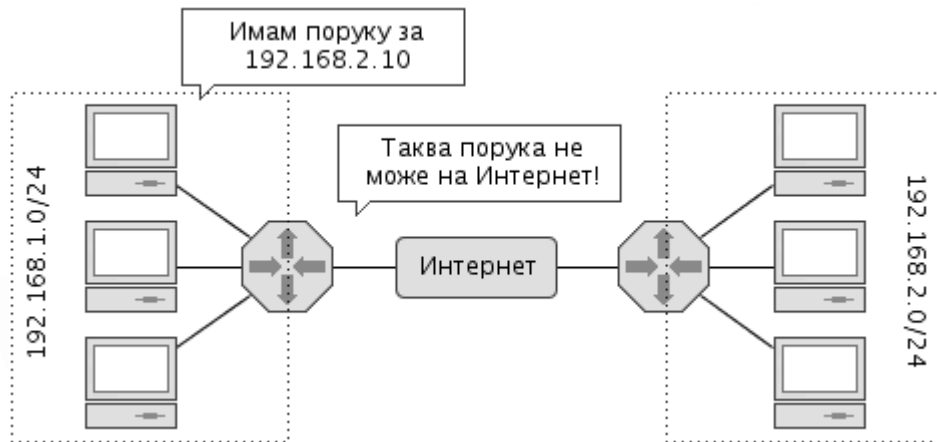 Имам поруку за
192.168.2.10
Таква порука не
може на Интернет!
192.168.1.0/24
Интернет
192.168.2.0/24